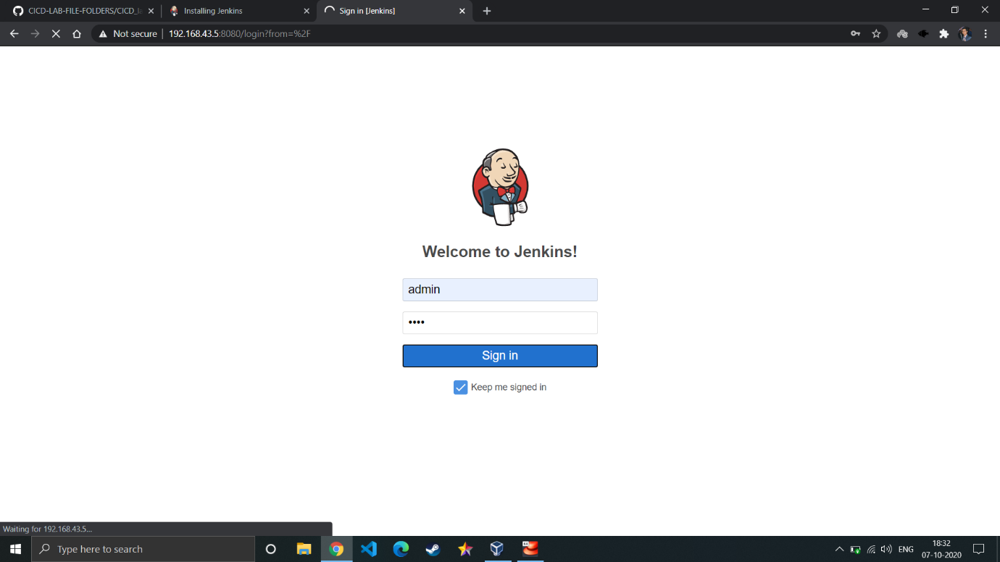 CICD-LAB-FILE-FOLDERS/CICD_la
Installing Jenkins
Sign in [Jenkins]
Not secure
192.168.43.5:8080/login?from=%2F
Welcome to Jenkins!
admin
••••
Sign in
Keep me signed in
Waiting for 192.168.43.5...
Type here to search
ENG
18:32
07-10-2020